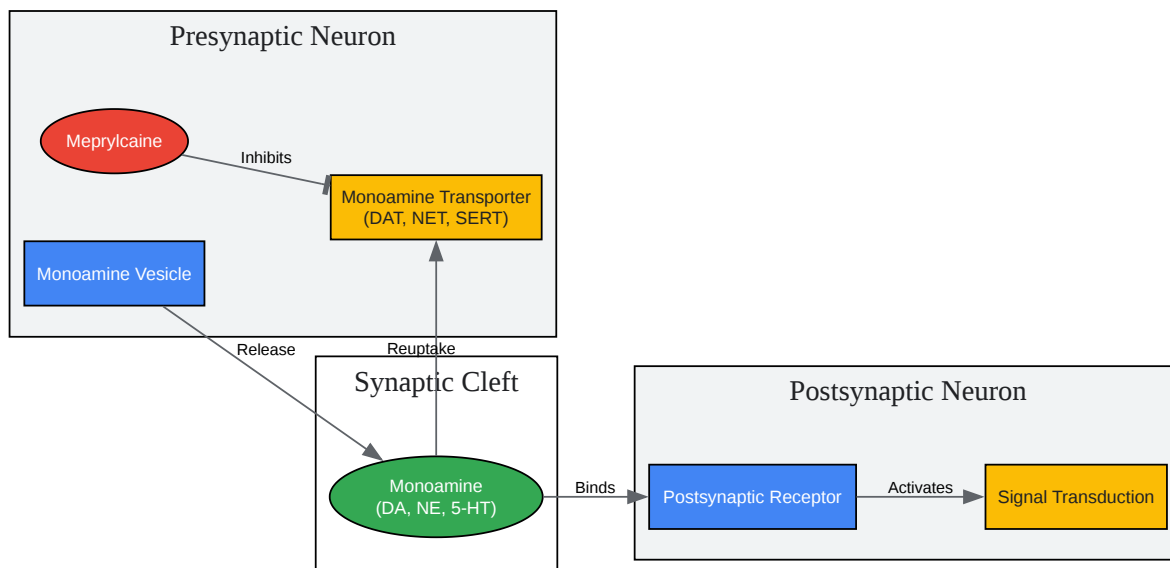 Presynaptic Neuron
Meprylcaine
Inhibits
Monoamine Transporter
(DAT, NET, SERT)
Monoamine Vesicle
Release
Reuptake
Synaptic Cleft
Monoamine
(DA, NE, 5-HT)
Binds
Postsynaptic Neuron
Postsynaptic Receptor
Activates
Signal Transduction